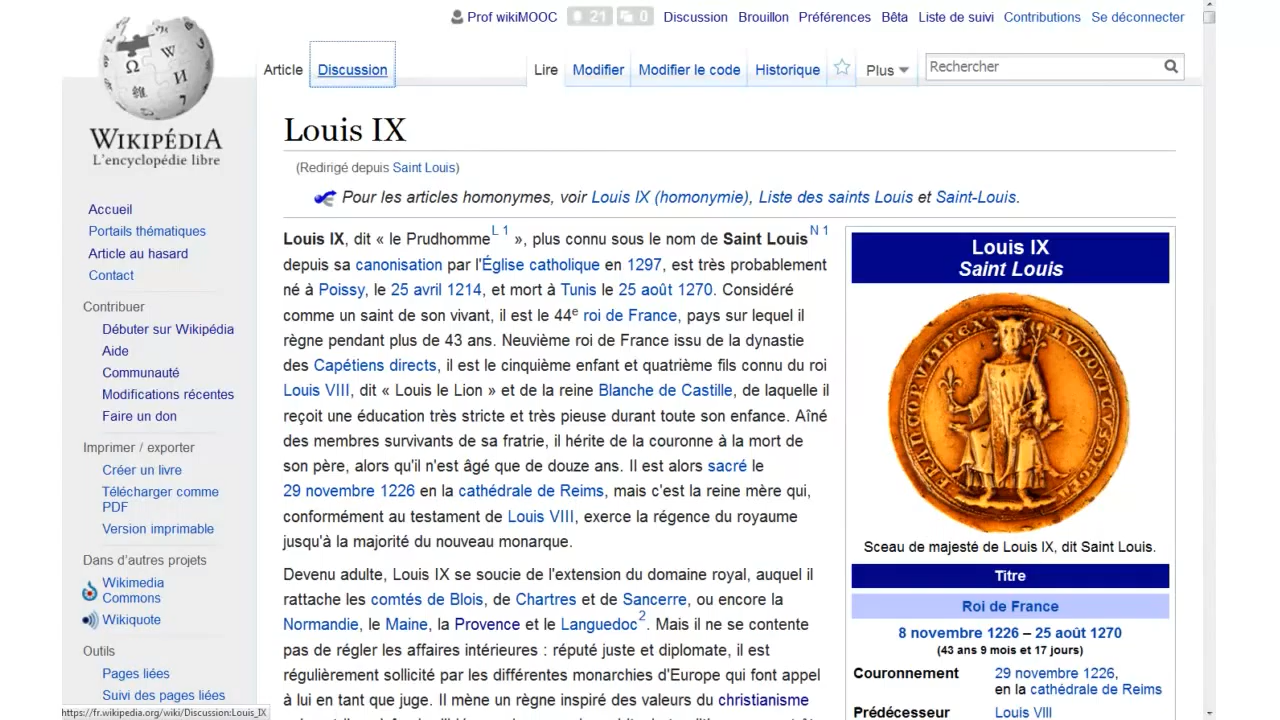 Prof wikiMOOC 21 0 Discussion Brouillon Préférences Bêta Liste de suivi Contributions Se déconnecter
Article Discussion Lire Modifier Modifier le code Historique Plus Rechercher
WIKIPÉDIA
L'encyclopédie libre
Accueil
Portails thématiques
Article au hasard
Contact
Contribuer
Débuter sur Wikipédia
Aide
Communauté
Modifications récentes
Faire un don
Imprimer / exporter
Créer un livre
Télécharger comme
PDF
Version imprimable
Dans d'autres projets
Wikimedia
Commons
Wikiquote
Outils
Pages liées
Suivi des pages liées
https://fr.wikipedia.org/wiki/Discussion:Louis_IX
Louis IX
(Redirigé depuis Saint Louis)
Pour les articles homonymes, voir Louis IX (homonymie), Liste des saints Louis et Saint-Louis.
Louis IX, dit « le Prudhomme L 1 », plus connu sous le nom de Saint Louis N 1
depuis sa canonisation par l'Église catholique en 1297, est très probablement
né à Poissy, le 25 avril 1214, et mort à Tunis le 25 août 1270. Considéré
comme un saint de son vivant, il est le 44e roi de France, pays sur lequel il
règne pendant plus de 43 ans. Neuvième roi de France issu de la dynastie
des Capétiens directs, il est le cinquième enfant et quatrième fils connu du roi
Louis VIII, dit « Louis le Lion » et de la reine Blanche de Castille, de laquelle il
reçoit une éducation très stricte et très pieuse durant toute son enfance. Aîné
des membres survivants de sa fratrie, il hérite de la couronne à la mort de
son père, alors qu'il n'est âgé que de douze ans. Il est alors sacré le
29 novembre 1226 en la cathédrale de Reims, mais c'est la reine mère qui,
conformément au testament de Louis VIII, exerce la régence du royaume
jusqu'à la majorité du nouveau monarque.
Devenu adulte, Louis IX se soucie de l'extension du domaine royal, auquel il
rattache les comtés de Blois, de Chartres et de Sancerre, ou encore la
Normandie, le Maine, la Provence et le Languedoc 2. Mais il ne se contente
pas de régler les affaires intérieures : réputé juste et diplomate, il est
régulièrement sollicité par les différentes monarchies d'Europe qui font appel
à lui en tant que juge. Il mène un règne inspiré des valeurs du christianisme
Louis IX
Saint Louis
Sceau de majesté de Louis IX, dit Saint Louis.
Titre
Roi de France
8 novembre 1226 – 25 août 1270
(43 ans 9 mois et 17 jours)
Couronnement 29 novembre 1226,
en la cathédrale de Reims
Prédécesseur Louis VIII